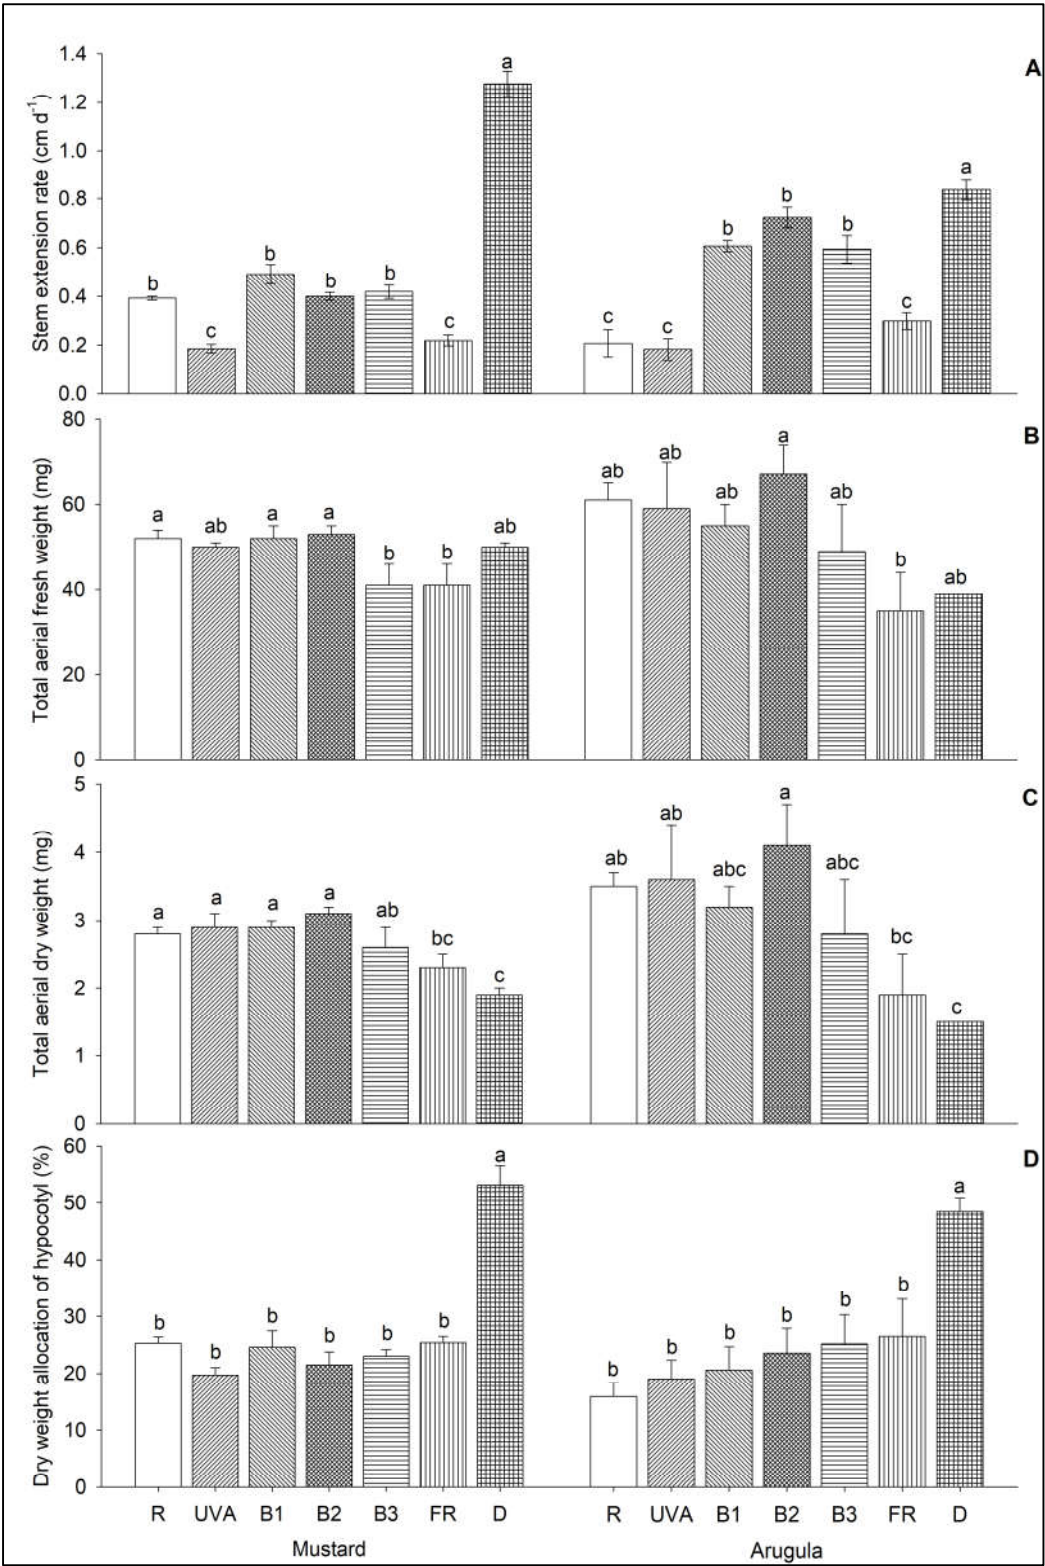 A
Stem extension rate (cm d-1)
1.4
1.2
1.0
0.8
0.6
0.4
0.2
0.0
b c b b b c a
c c b b b c a
B
Total aerial fresh weight (mg)
80
60
40
20
0
a ab a a b b ab
ab ab ab a ab b ab
C
Total aerial dry weight (mg)
5
4
3
2
1
0
a a a a ab bc c
ab ab abc a abc bc c
D
Dry weight allocation of hypocotyl (%)
60
50
40
30
20
10
0
b b b b b b a
b b b b b b a
R UVA B1 B2 B3 FR D R UVA B1 B2 B3 FR D
Mustard Arugula